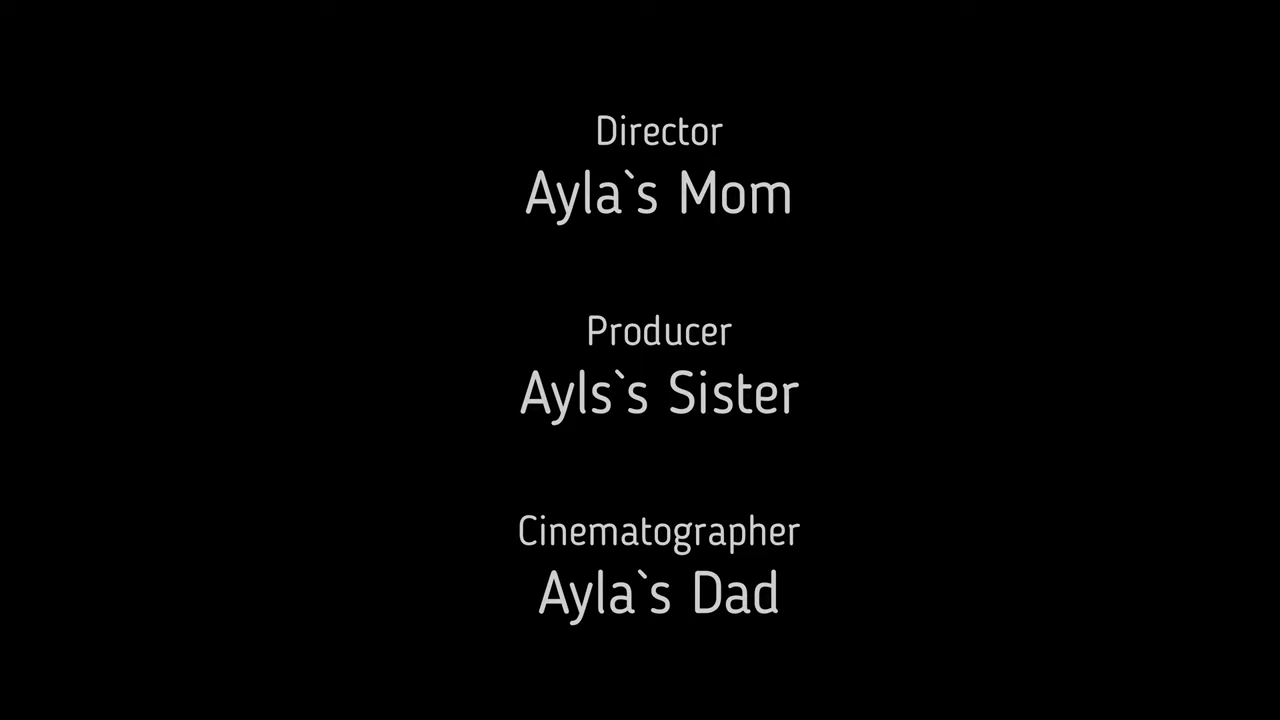 Director
Ayla`s Mom
Producer
Ayls`s Sister
Cinematographer
Ayla`s Dad